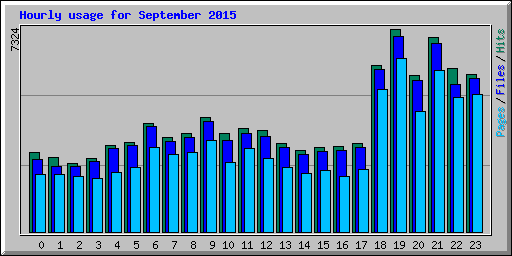 Hourly usage for September 2015
7324
Pages / Files / Hits
0 1 2 3 4 5 6 7 8 9 10 11 12 13 14 15 16 17 18 19 20 21 22 23